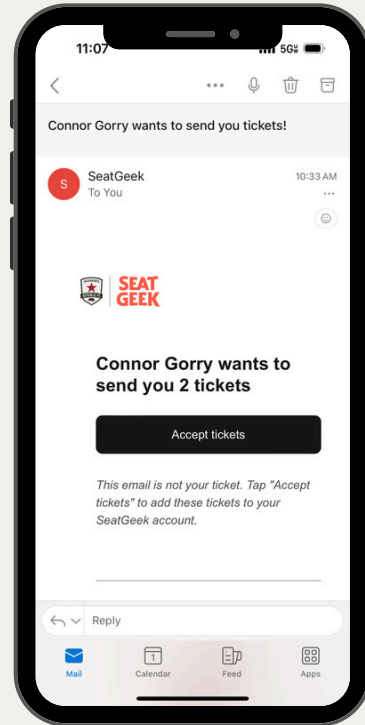 11:07
5G
Connor Gorry wants to send you tickets!
S
SeatGeek
10:33 AM
To You
SEAT
GEEK
Connor Gorry wants to
send you 2 tickets
Accept tickets
This email is not your ticket. Tap "Accept
tickets" to add these tickets to your
SeatGeek account.
Reply
1
Mail
Calendar
Feed
Apps